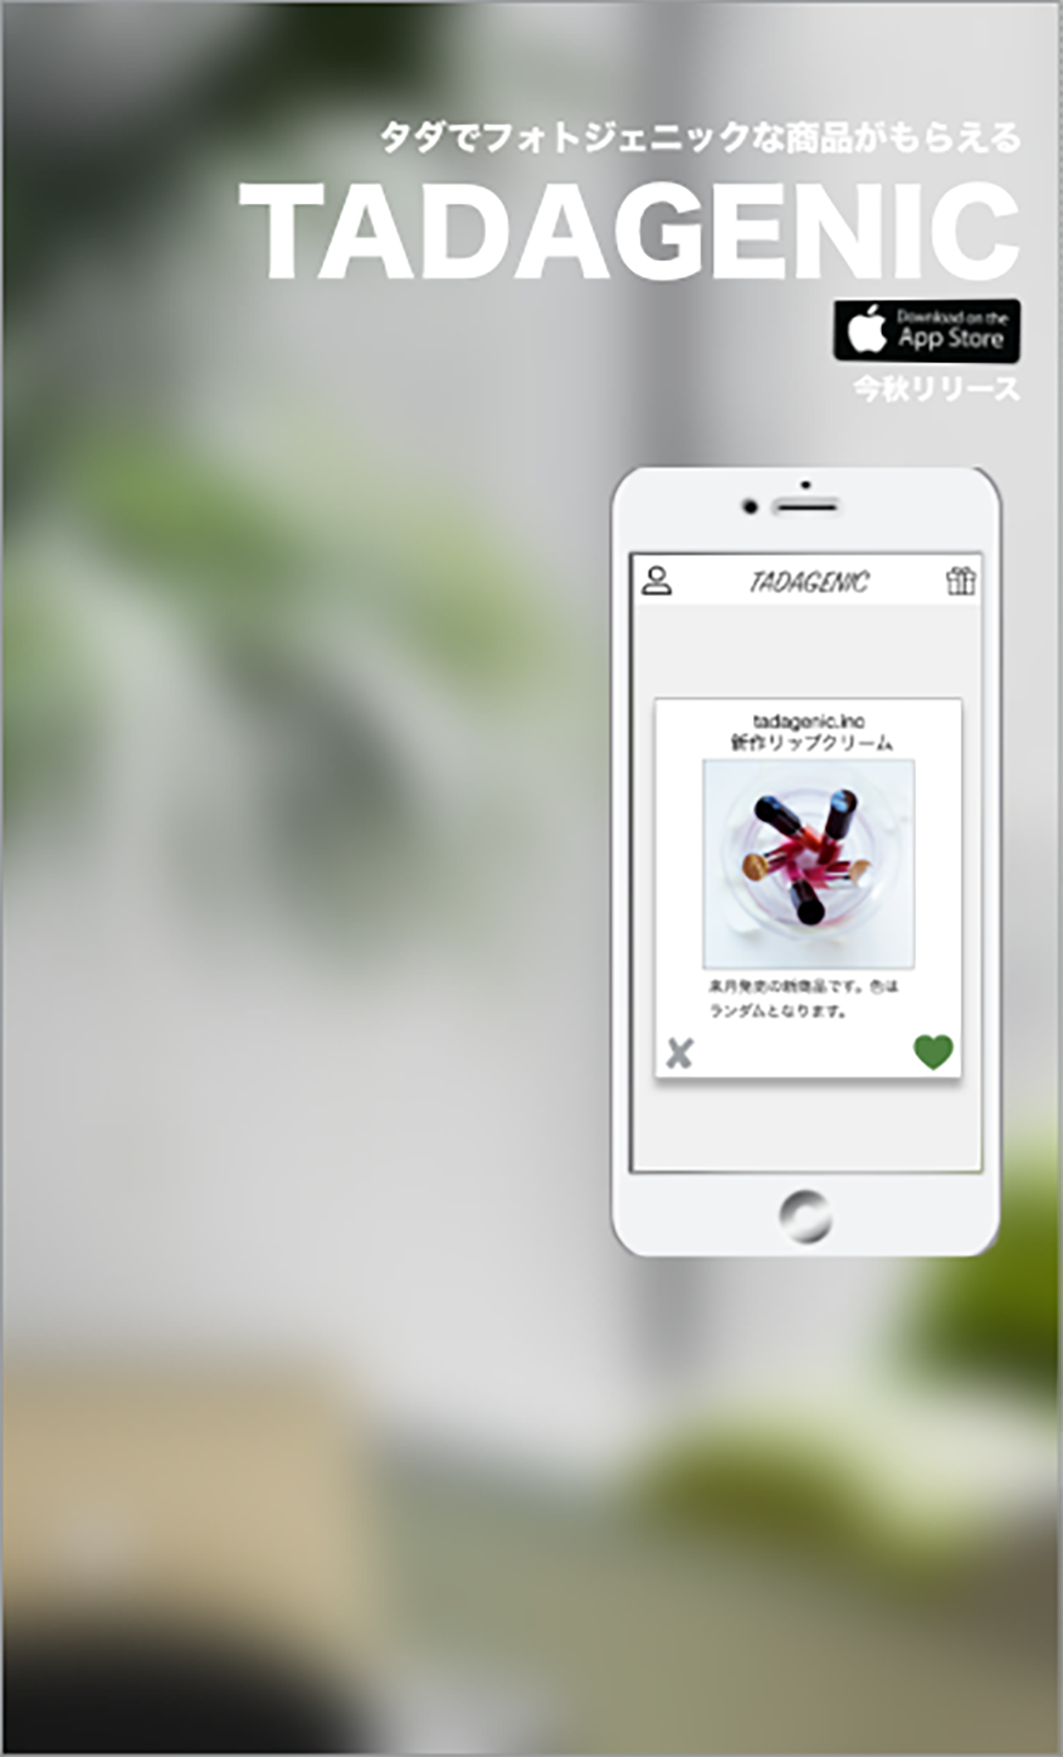 タダでフォトジェニックな商品がもらえる
TADAGENIC
Download on the
App Store
今秋リリース
TADAGENIC
tadagenic.inc
新作リップクリーム
来月発売の新商品です。色は
ランダムとなります。